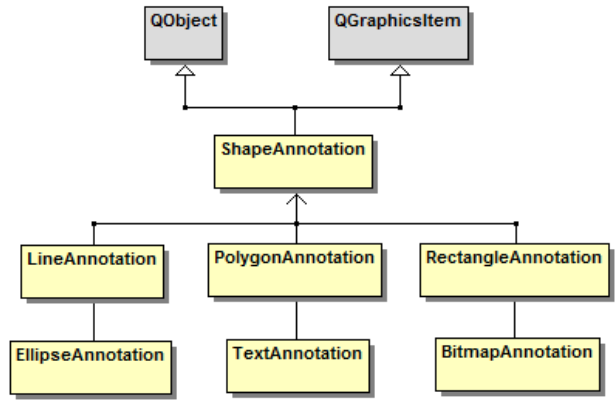 QObject
QGraphicsItem
ShapeAnnotation
LineAnnotation
PolygonAnnotation
RectangleAnnotation
EllipseAnnotation
TextAnnotation
BitmapAnnotation